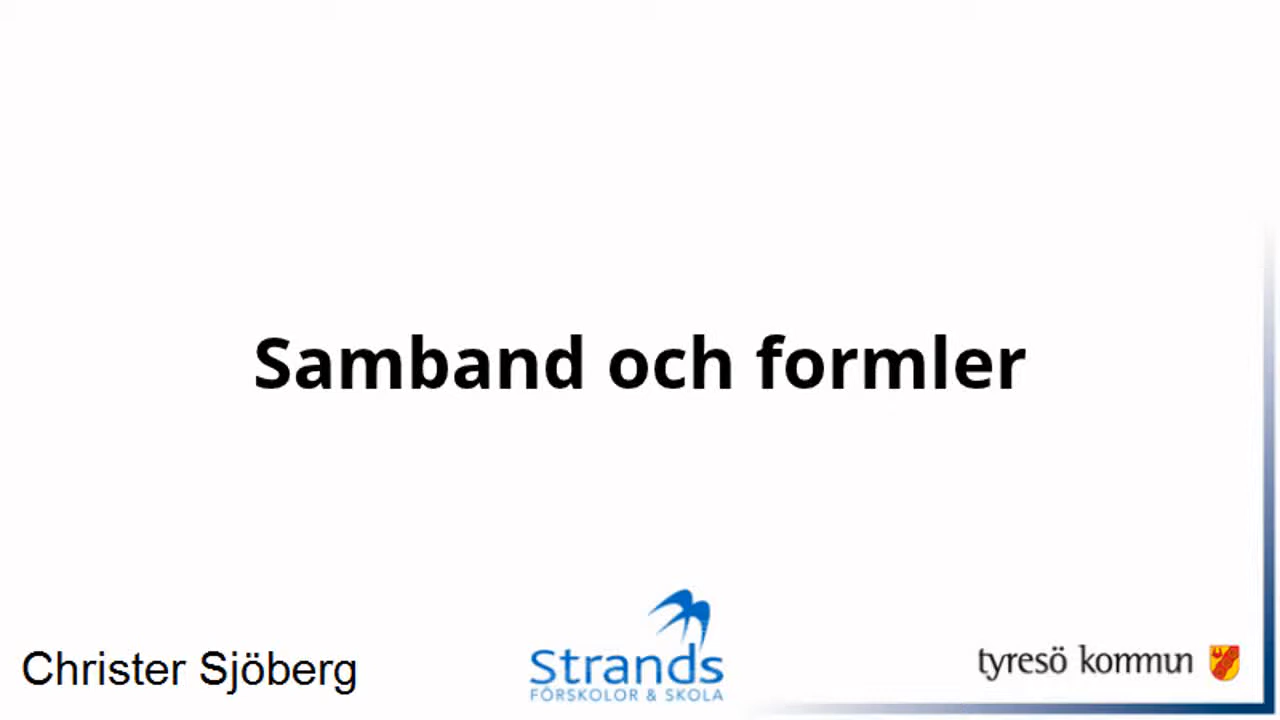 Samband och formler
Christer Sjöberg
Strands
FÖRSKOLOR & SKOLA
tyresö kommun